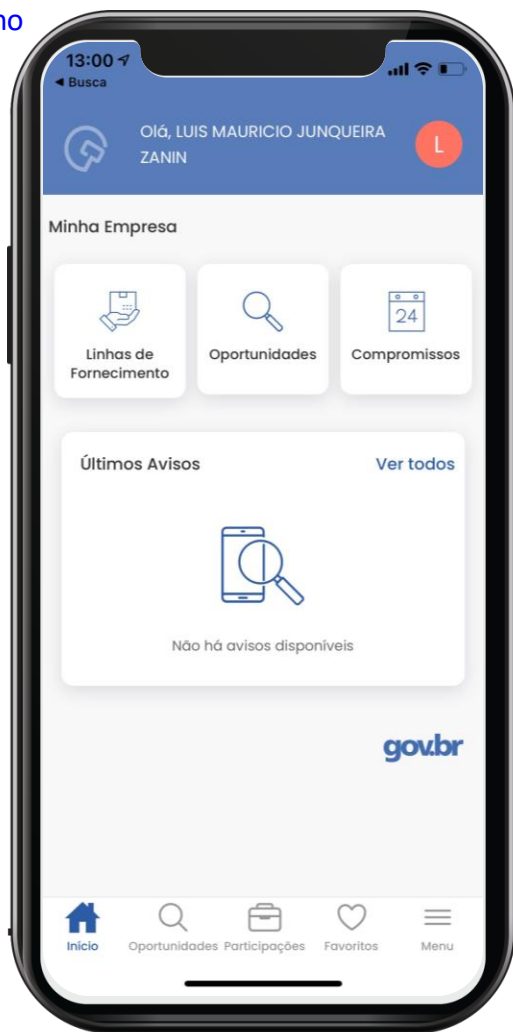 no
13:00
Busca
Olá, LUIS MAURICIO JUNQUEIRA
ZANIN
L
Minha Empresa
24
Linhas de
Fornecimento
Oportunidades
Compromissos
Últimos Avisos
Ver todos
Não há avisos disponíveis
gov.br
Início
Oportunidades
Participações
Favoritos
Menu